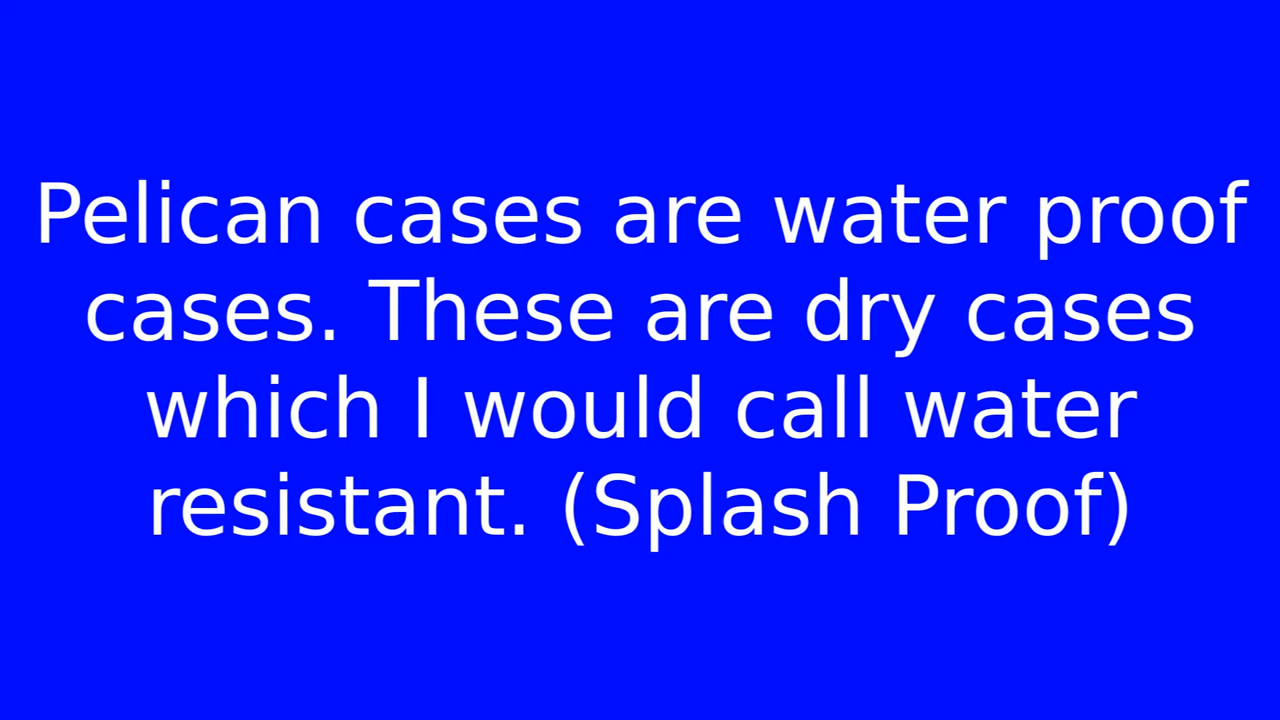 Pelican cases are water proof
cases. These are dry cases
which I would call water
resistant. (Splash Proof)